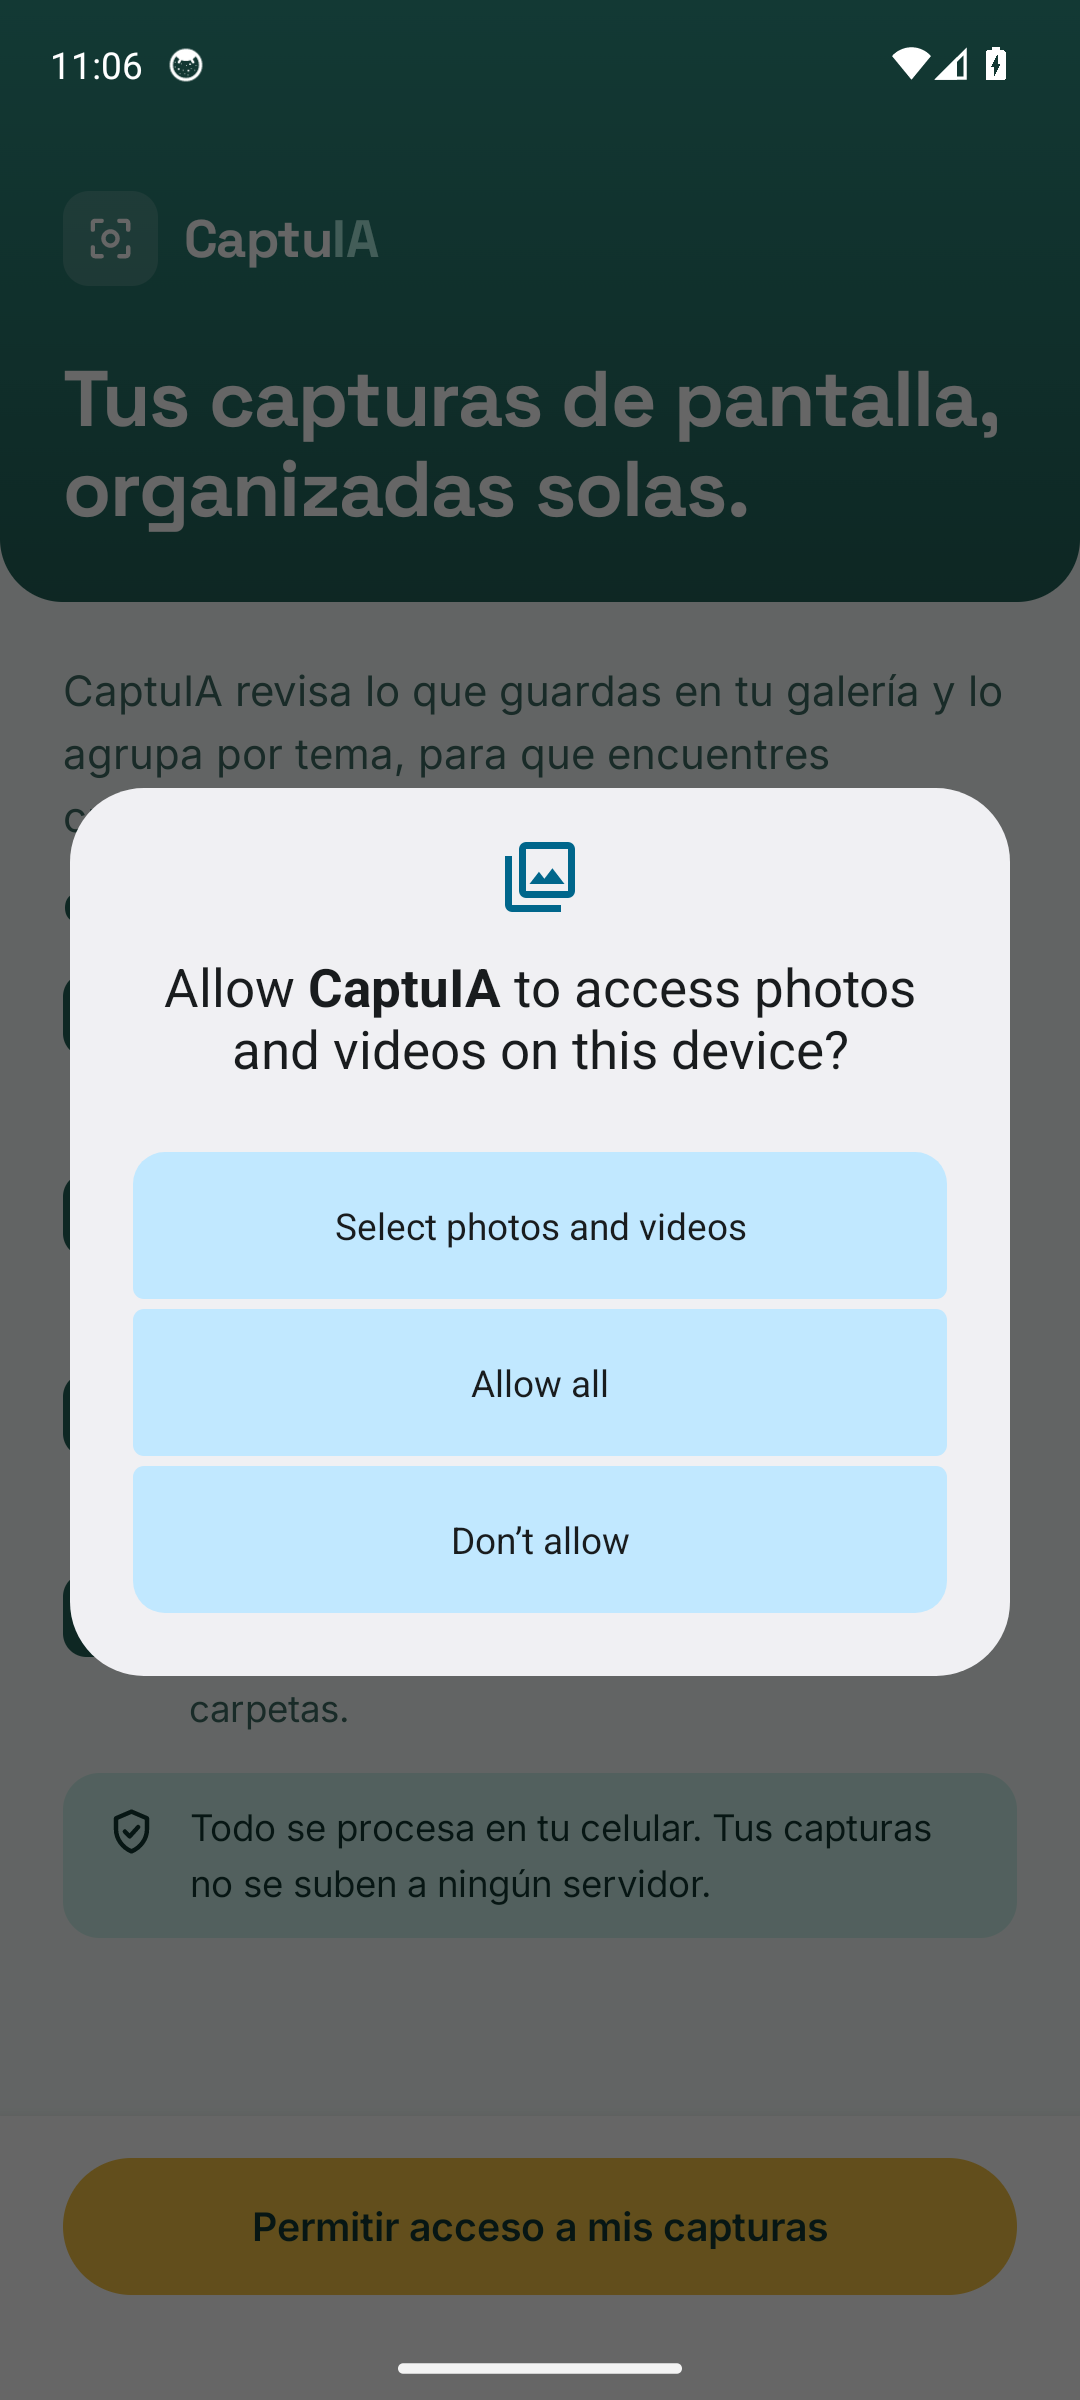 11:06
CaptuIA
Tus capturas de pantalla,
organizadas solas.
CaptuIA revisa lo que guardas en tu galería y lo
agrupa por tema, para que encuentres
Allow CaptuIA to access photos
and videos on this device?
Select photos and videos
Allow all
Don’t allow
carpetas.
Todo se procesa en tu celular. Tus capturas
no se suben a ningún servidor.
Permitir acceso a mis capturas